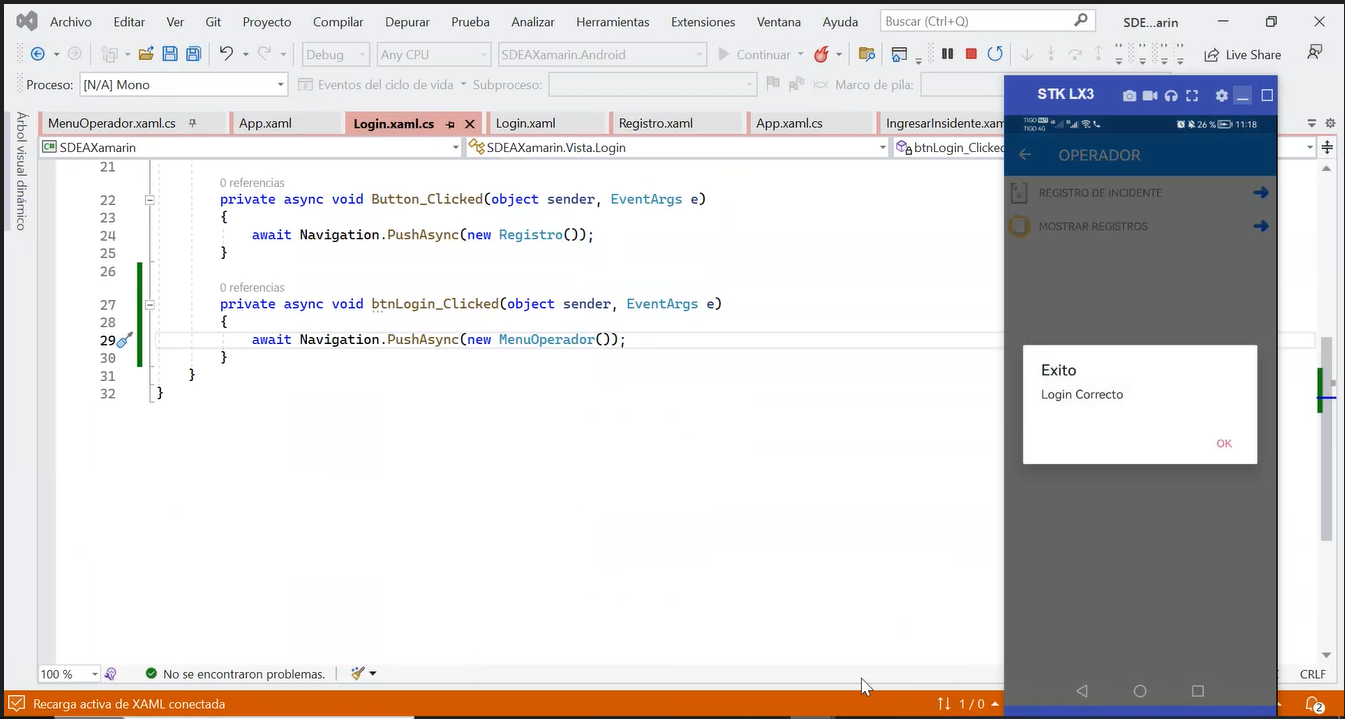 Archivo Editar Ver Git Proyecto Compilar Depurar Prueba Analizar Herramientas Extensiones Ventana Ayuda Buscar (Ctrl+Q) SDE...arin
Debug Any CPU SDEAXamarin.Android Continuar Live Share
Proceso: [N/A] Mono Eventos del ciclo de vida Subproceso: Marco de pila:
MenuOperador.xaml.cs App.xaml Login.xaml.cs Login.xaml Registro.xaml App.xaml.cs IngresarInsidente.xam
SDEAXamarin SDEAXamarin.Vista.Login btnLogin_Clicked
Árbol visual dinámico
21
0 referencias
22 private async void Button_Clicked(object sender, EventArgs e)
23 {
24 await Navigation.PushAsync(new Registro());
25 }
26
0 referencias
27 private async void btnLogin_Clicked(object sender, EventArgs e)
28 {
29 await Navigation.PushAsync(new MenuOperador());
30 }
31 }
32 }
100 % No se encontraron problemas. CRLF
Recarga activa de XAML conectada 1 / 0 2
STK LX3
TIGO
TIGO 4G
26 % 11:18
OPERADOR
REGISTRO DE INCIDENTE
MOSTRAR REGISTROS
Exito
Login Correcto
OK